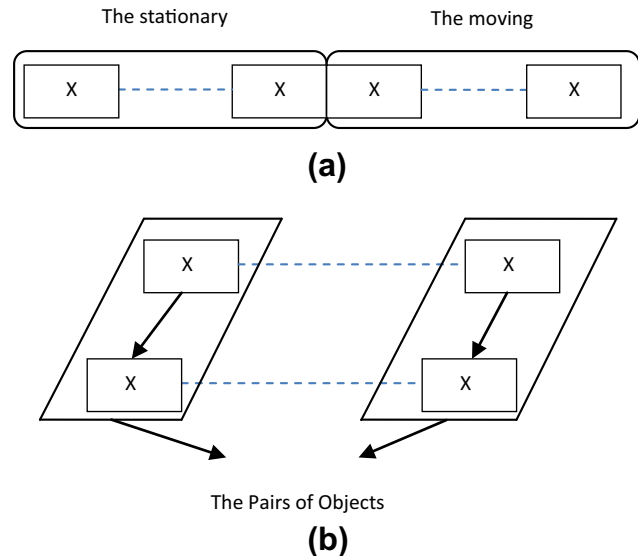 The stationary The moving
X X X X
(a)
X X
X X
The Pairs of Objects
(b)